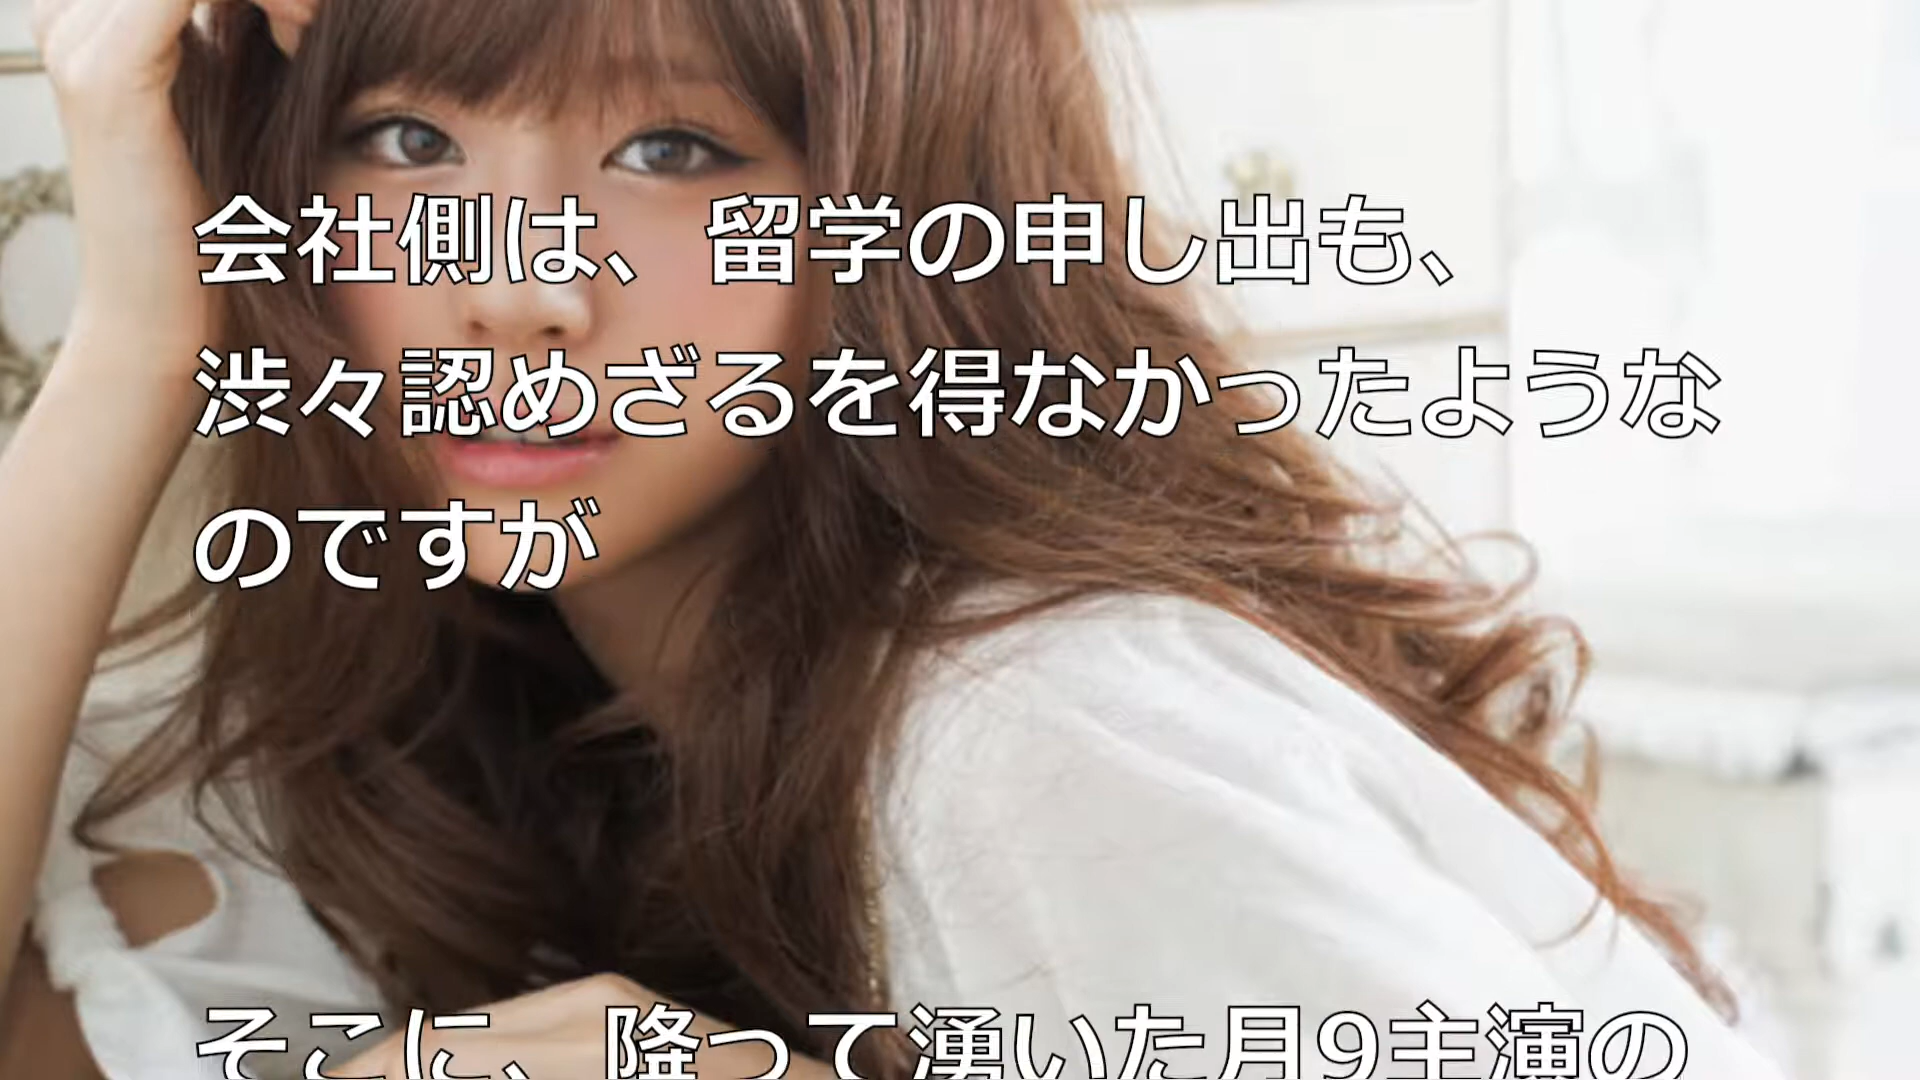 会社側は、留学の申し出も、
渋々認めざるを得なかったような
のですが
そこに、降って湧いた月9主演の